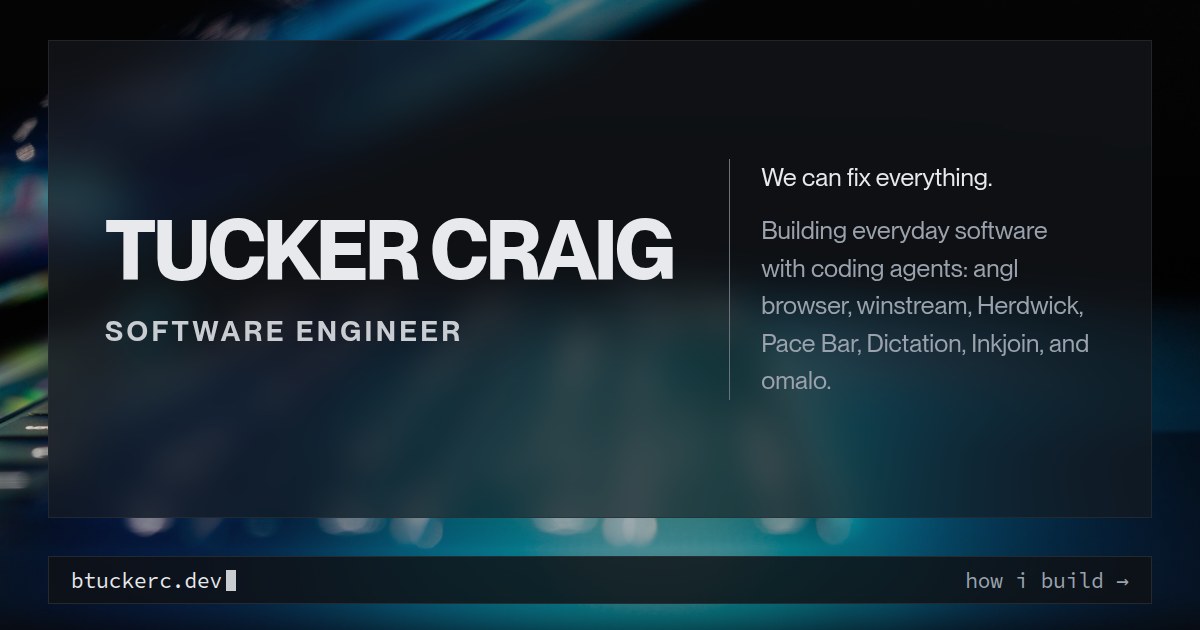 TUCKER CRAIG
SOFTWARE ENGINEER
We can fix everything.
Building everyday software
with coding agents: angl
browser, winstream, Herdwick,
Pace Bar, Dictation, Inkjoin, and
omalo.
btuckerc.dev
how i build →